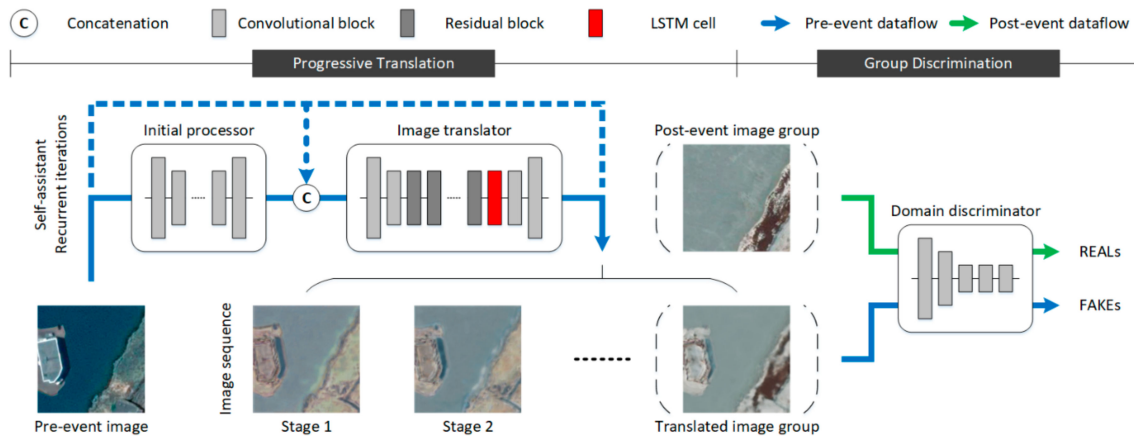 C Concatenation Convolutional block Residual block LSTM cell Pre-event dataflow Post-event dataflow
Progressive Translation Group Discrimination
Self-assistant
Recurrent iterations
Initial processor Image translator Post-event image group
C
Domain discriminator
REALs
FAKEs
Image sequence
Pre-event image Stage 1 Stage 2 Translated image group